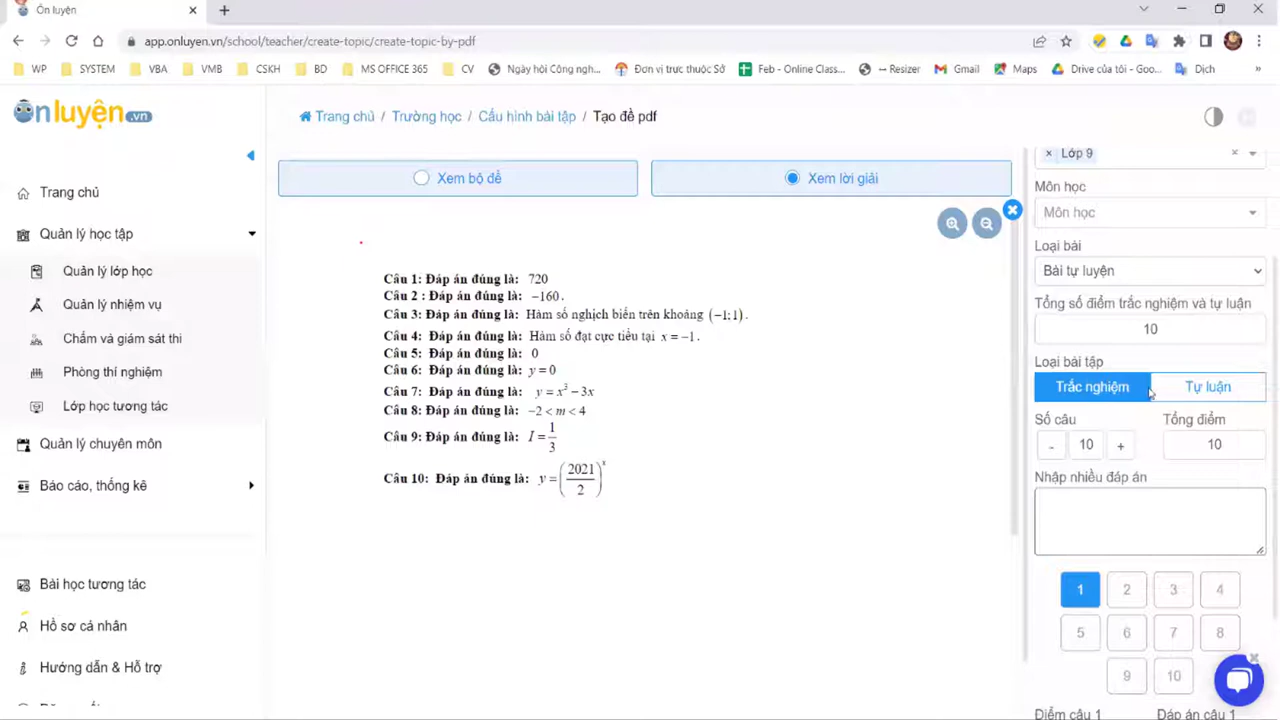 Ôn luyện
app.onluyen.vn/school/teacher/create-topic/create-topic-by-pdf
WP SYSTEM VBA VMB CSKH BD MS OFFICE 365 CV Ngày hội Công nghệ... Đơn vị trực thuộc Sở Feb - Online Class... -- Resizer Gmail Maps Drive của tôi - Goo... Dịch »
Ônluyện.vn
Trang chủ / Trường học / Cấu hình bài tập / Tạo đề pdf
Trang chủ
Quản lý học tập
Quản lý lớp học
Quản lý nhiệm vụ
Chấm và giám sát thi
Phòng thí nghiệm
Lớp học tương tác
Quản lý chuyên môn
Báo cáo, thống kê
Bài học tương tác
Hồ sơ cá nhân
Hướng dẫn & Hỗ trợ
Xem bộ đề
Xem lời giải
Câu 1: Đáp án đúng là: 720
Câu 2 : Đáp án đúng là: −160.
Câu 3: Đáp án đúng là: Hàm số nghịch biến trên khoảng (−1;1).
Câu 4: Đáp án đúng là: Hàm số đạt cực tiểu tại x = −1.
Câu 5: Đáp án đúng là: 0
Câu 6: Đáp án đúng là: y = 0
Câu 7: Đáp án đúng là: y = x³ − 3x
Câu 8: Đáp án đúng là: −2 < m < 4
Câu 9: Đáp án đúng là: I = 1/3
Câu 10: Đáp án đúng là: y = (2021/2)ˣ
× Lớp 9 ×
Môn học
Môn học
Loại bài
Bài tự luyện
Tổng số điểm trắc nghiệm và tự luận
10
Loại bài tập
Trắc nghiệm Tự luận
Số câu Tổng điểm
- 10 + 10
Nhập nhiều đáp án
1 2 3 4
5 6 7 8
9 10
Điểm câu 1 Đáp án câu 1